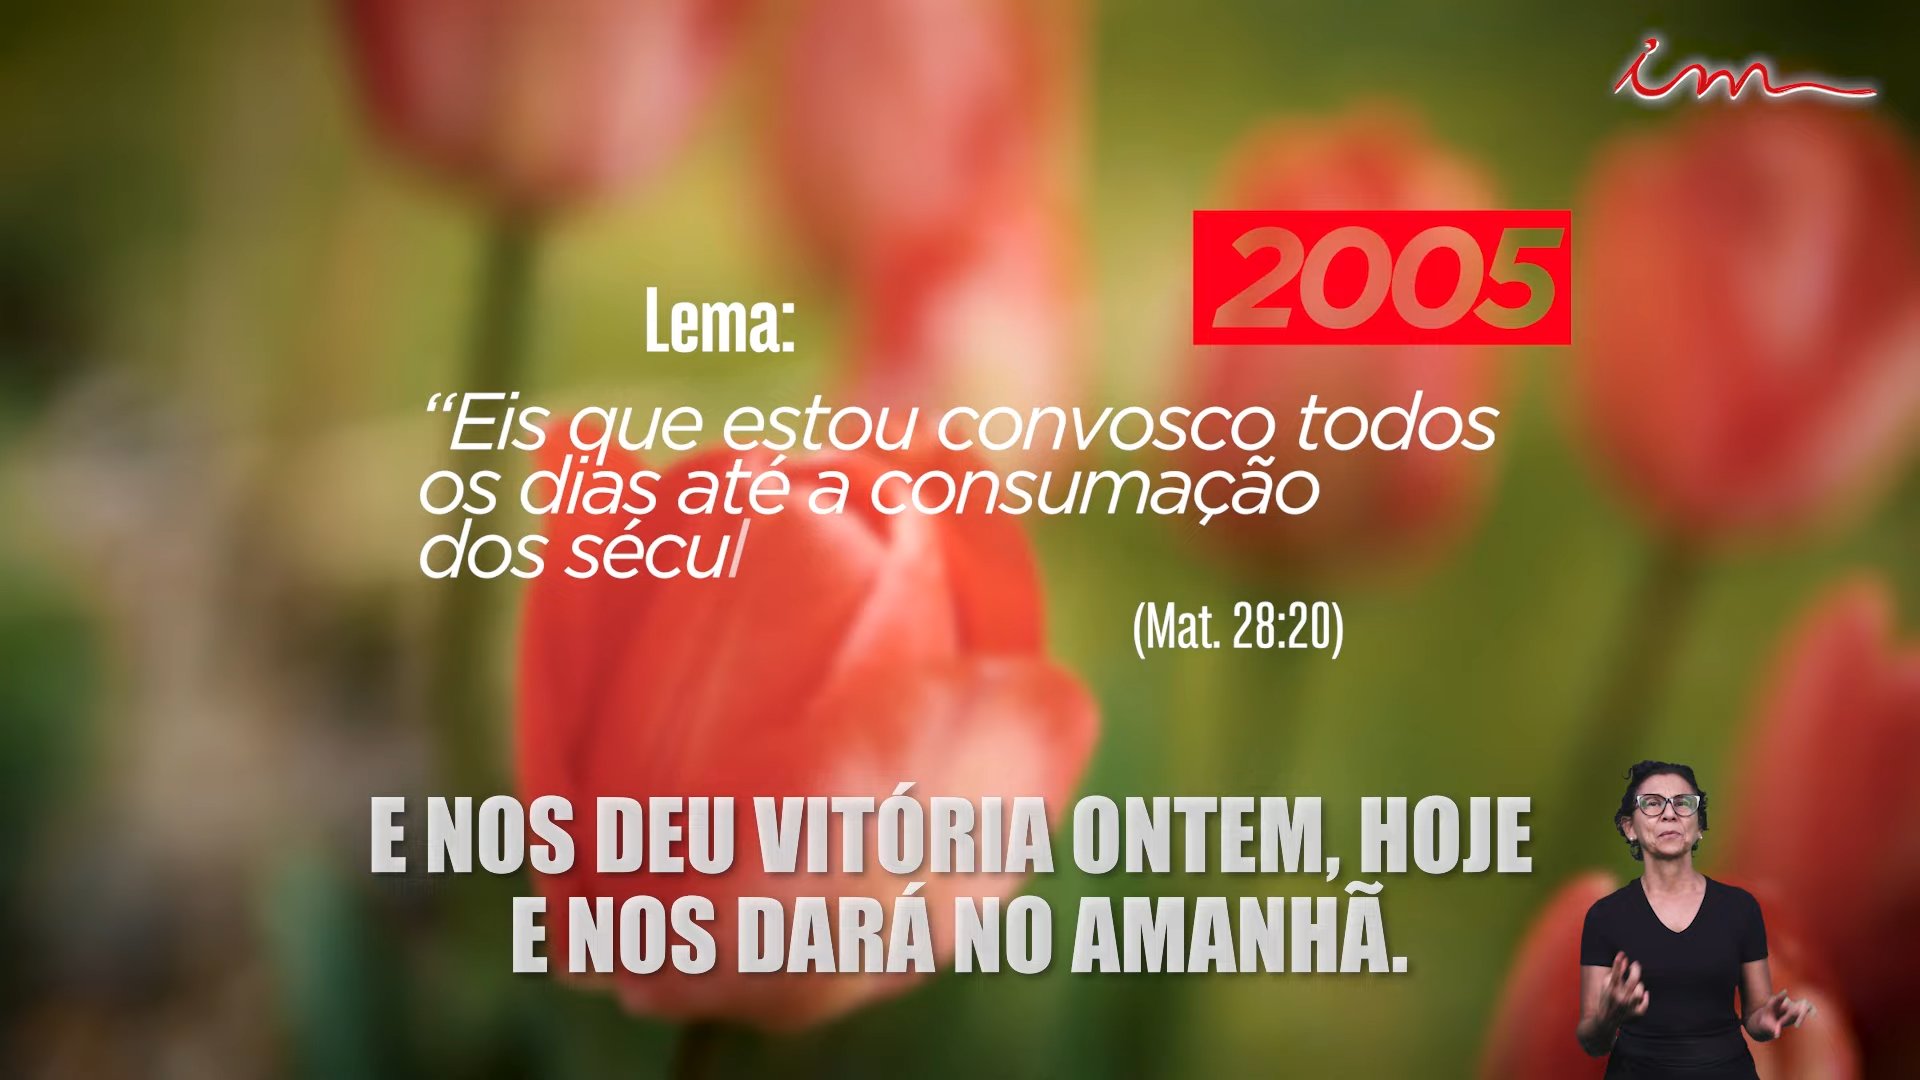 im
2005
Lema:
“Eis que estou convosco todos
os dias até a consumação
dos sécul
(Mat. 28:20)
E NOS DEU VITÓRIA ONTEM, HOJE
E NOS DARÁ NO AMANHÃ.